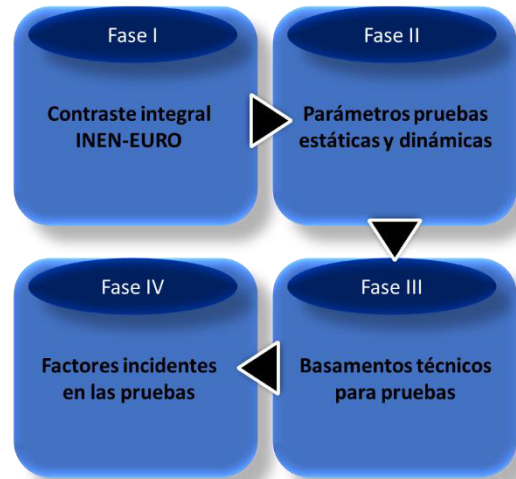 Fase I
Contraste integral
INEN-EURO
Fase II
Parámetros pruebas
estáticas y dinámicas
Fase III
Basamentos técnicos
para pruebas
Fase IV
Factores incidentes
en las pruebas